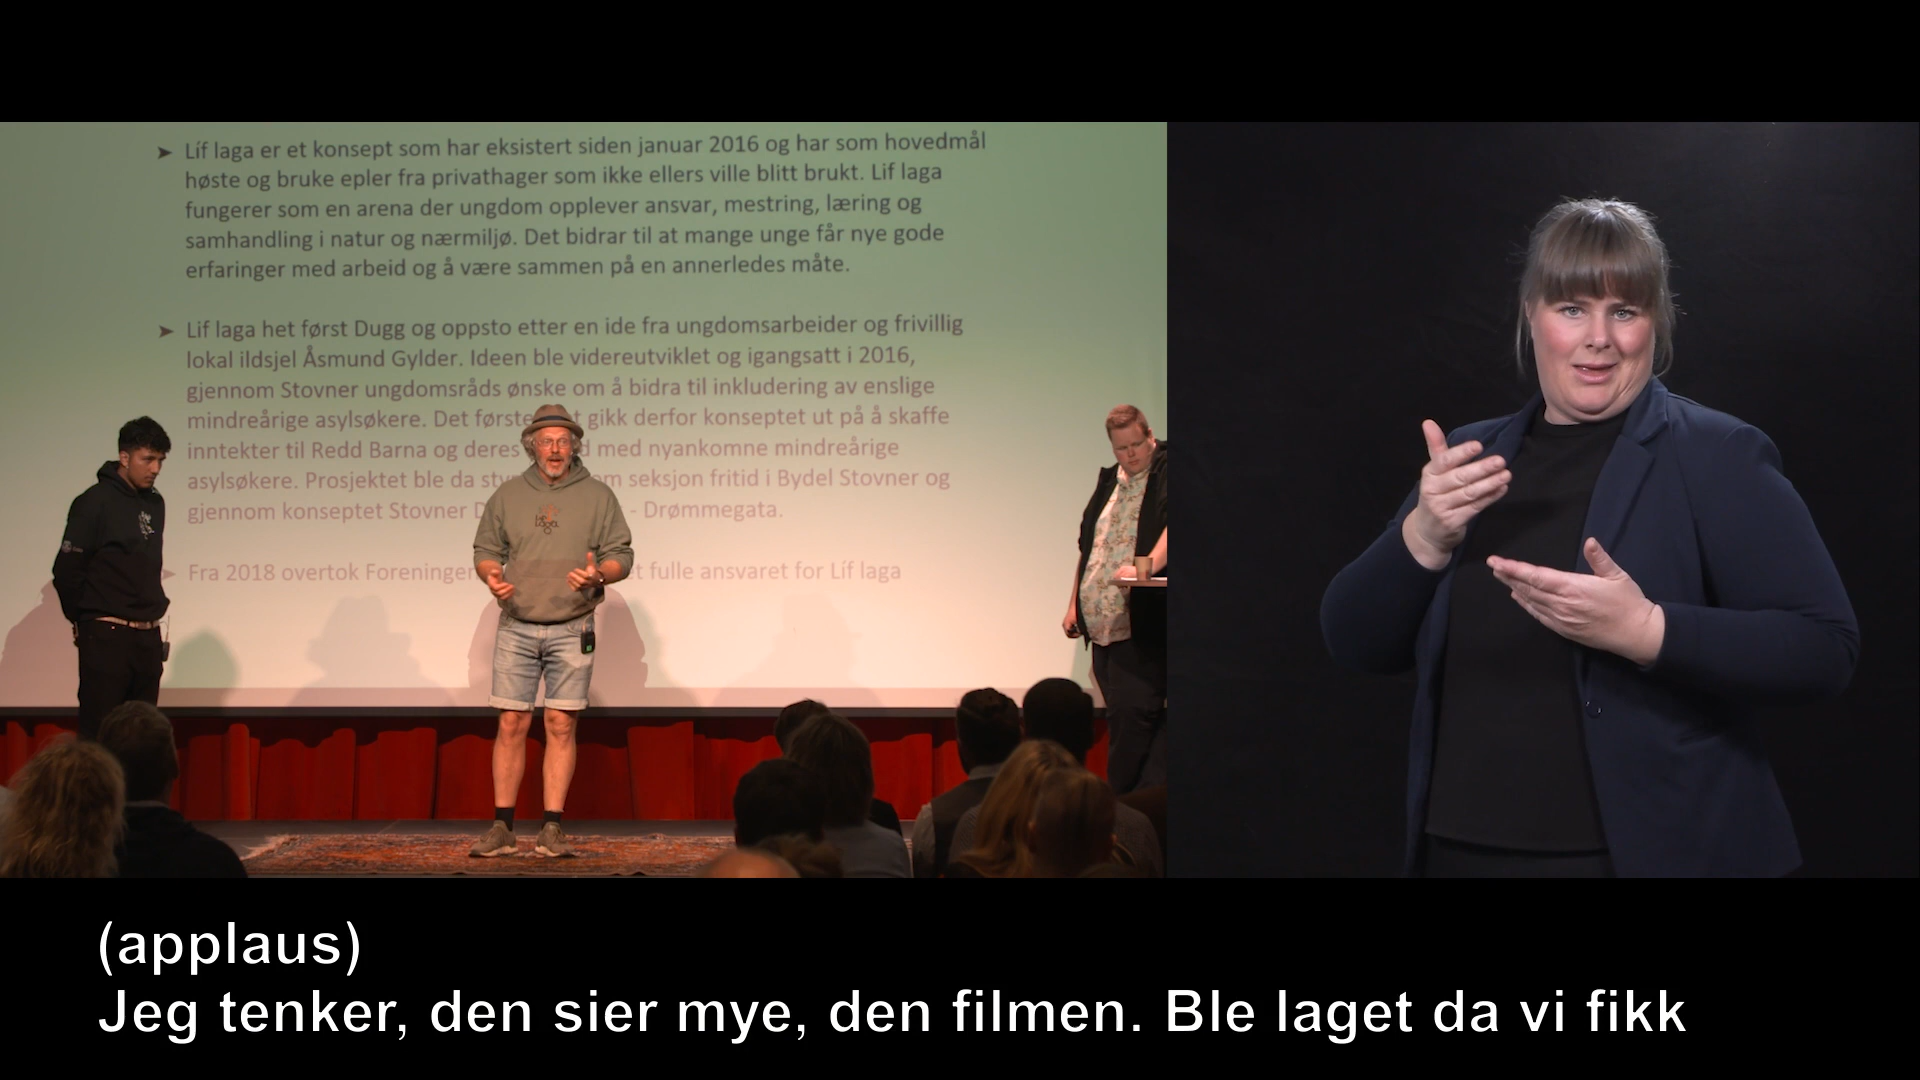 ➤ Líf laga er et konsept som har eksistert siden januar 2016 og har som hovedmål
høste og bruke epler fra privathager som ikke ellers ville blitt brukt. Lif laga
fungerer som en arena der ungdom opplever ansvar, mestring, læring og
samhandling i natur og nærmiljø. Det bidrar til at mange unge får nye gode
erfaringer med arbeid og å være sammen på en annerledes måte.
➤ Lif laga het først Dugg og oppsto etter en ide fra ungdomsarbeider og frivillig
lokal ildsjel Åsmund Gylder. Ideen ble videreutviklet og igangsatt i 2016,
gjennom Stovner ungdomsråds ønske om å bidra til inkludering av enslige
mindreårige asylsøkere. Det første gikk derfor konseptet ut på å skaffe
inntekter til Redd Barna og deres med nyankomne mindreårige
asylsøkere. Prosjektet ble da seksjon fritid i Bydel Stovner og
gjennom konseptet Stovner - Drømmegata.
➤ Fra 2018 overtok Foreningen fulle ansvaret for Líf laga
(applaus)
Jeg tenker, den sier mye, den filmen. Ble laget da vi fikk